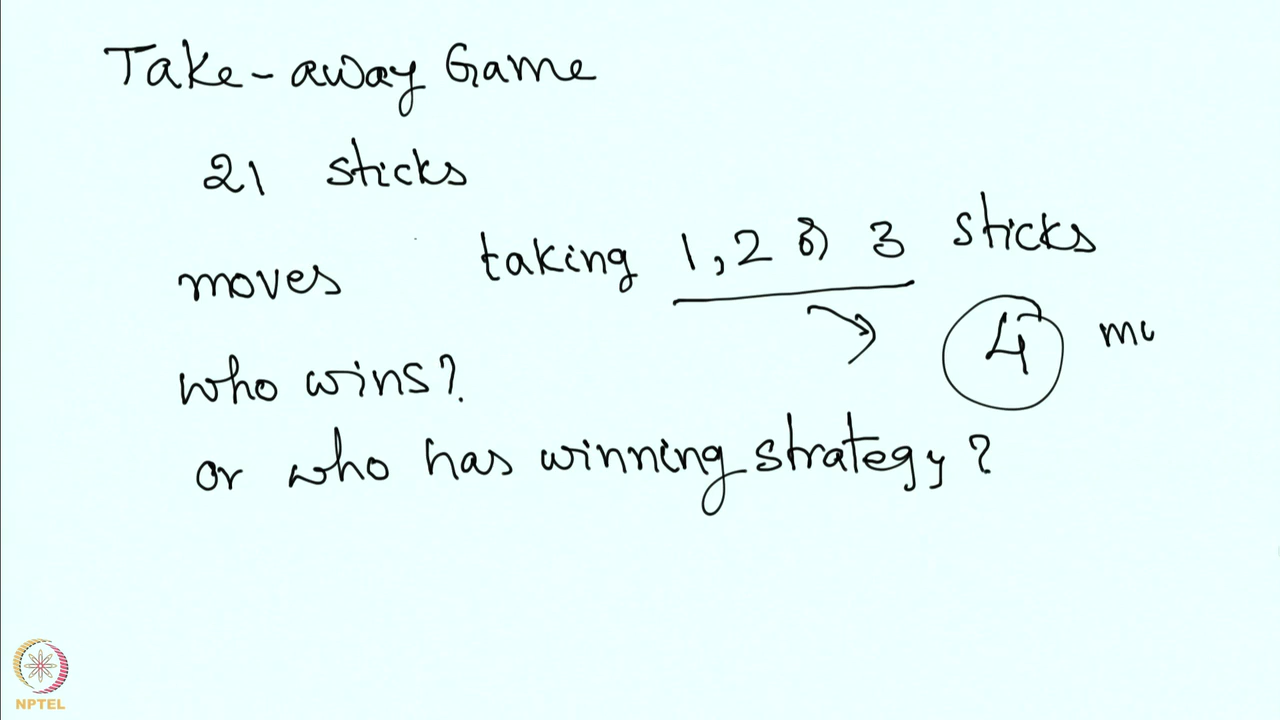 Take-away Game
21 sticks
moves taking 1, 2 or 3 sticks
4 mo
who wins?
or who has winning strategy?
NPTEL